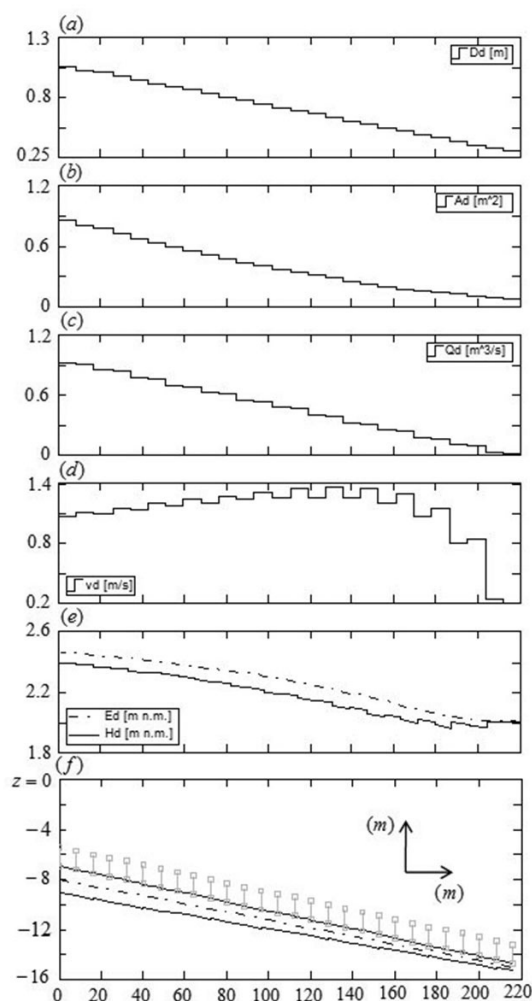 (a)
1.3
Dd [m]
0.8
0.25
(b)
1.2
Ad [m^2]
0.6
0
(c)
1.2
Qd [m^3/s]
0.6
0
(d)
1.4
0.8
vd [m/s]
0.2
(e)
2.6
2.2
Ed [m n.m.]
Hd [m n.m.]
1.8
(f)
z = 0
-4
(m)
-8
(m)
-12
-16
0 20 40 60 80 100 120 140 160 180 200 220